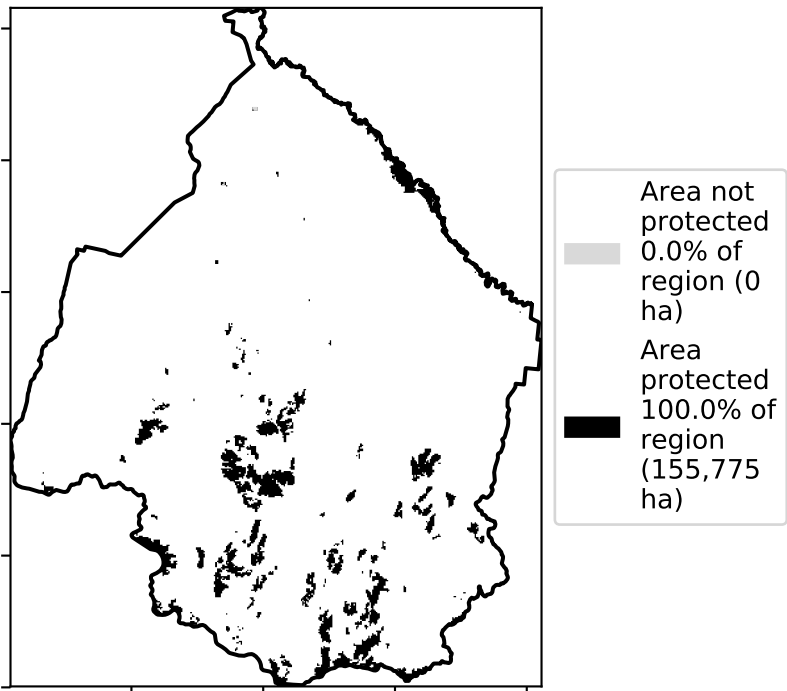 Area not
protected
0.0% of
region (0
ha)
Area
protected
100.0% of
region
(155,775
ha)